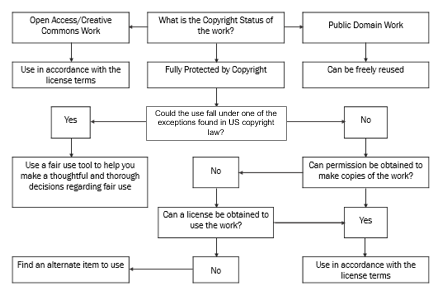 Open Access/Creative
Commons Work
What is the Copyright Status of
the work?
Public Domain Work
Use in accordance with the
license terms
Fully Protected by Copyright
Can be freely reused
Could the use fall under one of the
exceptions found in US copyright
law?
Yes
No
Use a fair use tool to help you
make a thoughtful and thorough
decisions regarding fair use
No
Can permission be obtained to
make copies of the work?
Can a license be obtained to
use the work?
Yes
Find an alternate item to use
No
Use in accordance with the
license terms